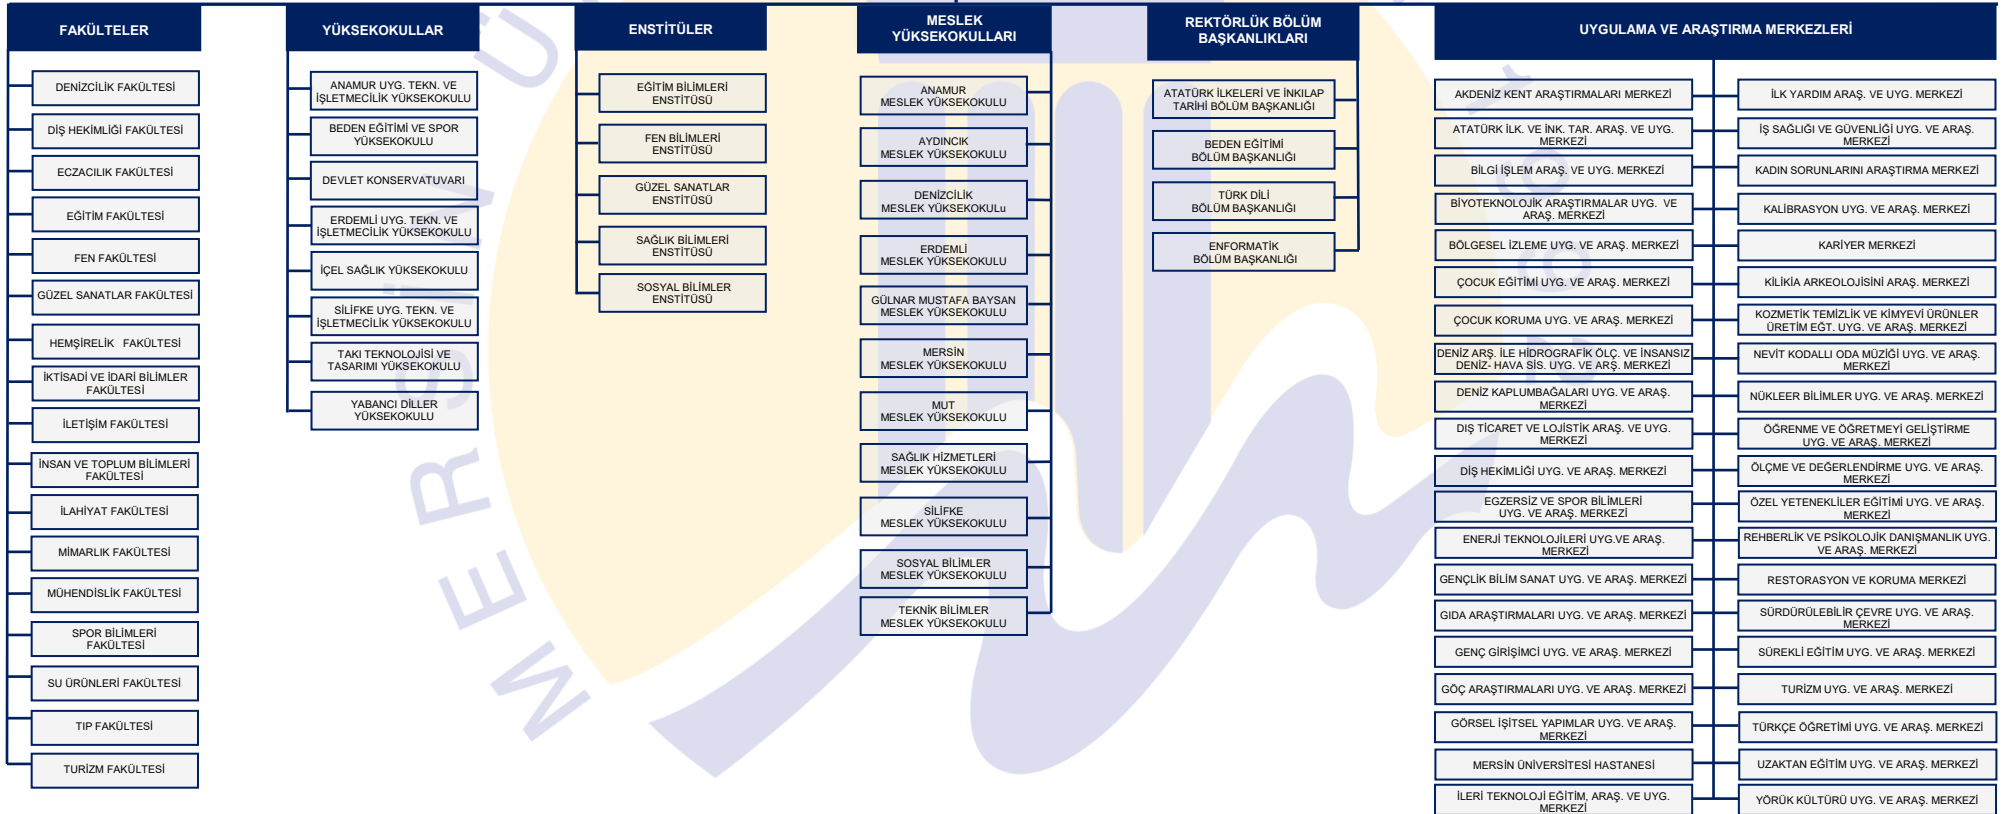 FAKÜLTELER
DENİZCİLİK FAKÜLTESİ
DİŞ HEKİMLİĞİ FAKÜLTESİ
ECZACILIK FAKÜLTESİ
EĞİTİM FAKÜLTESİ
FEN FAKÜLTESİ
GÜZEL SANATLAR FAKÜLTESİ
HEMŞİRELİK FAKÜLTESİ
İKTİSADİ VE İDARİ BİLİMLER
FAKÜLTESİ
İLETİŞİM FAKÜLTESİ
İNSAN VE TOPLUM BİLİMLERİ
FAKÜLTESİ
İLAHİYAT FAKÜLTESİ
MİMARLIK FAKÜLTESİ
MÜHENDİSLİK FAKÜLTESİ
SPOR BİLİMLERİ
FAKÜLTESİ
SU ÜRÜNLERİ FAKÜLTESİ
TIP FAKÜLTESİ
TURİZM FAKÜLTESİ
YÜKSEKOKULLAR
ANAMUR UYG. TEKN. VE
İŞLETMECİLİK YÜKSEKOKULU
BEDEN EĞİTİMİ VE SPOR
YÜKSEKOKULU
DEVLET KONSERVATUVARI
ERDEMLİ UYG. TEKN. VE
İŞLETMECİLİK YÜKSEKOKULU
İÇEL SAĞLIK YÜKSEKOKULU
SİLİFKE UYG. TEKN. VE
İŞLETMECİLİK YÜKSEKOKULU
TAKI TEKNOLOJİSİ VE
TASARIMI YÜKSEKOKULU
YABANCI DİLLER
YÜKSEKOKULU
ENSTİTÜLER
EĞİTİM BİLİMLERİ
ENSTİTÜSÜ
FEN BİLİMLERİ
ENSTİTÜSÜ
GÜZEL SANATLAR
ENSTİTÜSÜ
SAĞLIK BİLİMLERİ
ENSTİTÜSÜ
SOSYAL BİLİMLER
ENSTİTÜSÜ
MESLEK
YÜKSEKOKULLARI
ANAMUR
MESLEK YÜKSEKOKULU
AYDINCIK
MESLEK YÜKSEKOKULU
DENİZCİLİK
MESLEK YÜKSEKOKULu
ERDEMLİ
MESLEK YÜKSEKOKULU
GÜLNAR MUSTAFA BAYSAN
MESLEK YÜKSEKOKULU
MERSİN
MESLEK YÜKSEKOKULU
MUT
MESLEK YÜKSEKOKULU
SAĞLIK HİZMETLERİ
MESLEK YÜKSEKOKULU
SİLİFKE
MESLEK YÜKSEKOKULU
SOSYAL BİLİMLER
MESLEK YÜKSEKOKULU
TEKNİK BİLİMLER
MESLEK YÜKSEKOKULU
REKTÖRLÜK BÖLÜM
BAŞKANLIKLARI
ATATÜRK İLKELERİ VE İNKILAP
TARİHİ BÖLÜM BAŞKANLIĞI
BEDEN EĞİTİMİ
BÖLÜM BAŞKANLIĞI
TÜRK DİLİ
BÖLÜM BAŞKANLIĞI
ENFORMATİK
BÖLÜM BAŞKANLIĞI
UYGULAMA VE ARAŞTIRMA MERKEZLERİ
AKDENİZ KENT ARAŞTIRMALARI MERKEZİ
ATATÜRK İLK. VE İNK. TAR. ARAŞ. VE UYG.
MERKEZİ
BİLGİ İŞLEM ARAŞ. VE UYG. MERKEZİ
BİYOTEKNOLOJİK ARAŞTIRMALAR UYG. VE
ARAŞ. MERKEZİ
BÖLGESEL İZLEME UYG. VE ARAŞ. MERKEZİ
ÇOCUK EĞİTİMİ UYG. VE ARAŞ. MERKEZİ
ÇOCUK KORUMA UYG. VE ARAŞ. MERKEZİ
DENİZ ARŞ. İLE HİDROGRAFİK ÖLÇ. VE İNSANSIZ
DENİZ- HAVA SİS. UYG. VE ARŞ. MERKEZİ
DENİZ KAPLUMBAĞALARI UYG. VE ARAŞ.
MERKEZİ
DIŞ TİCARET VE LOJİSTİK ARAŞ. VE UYG.
MERKEZİ
DİŞ HEKİMLİĞİ UYG. VE ARAŞ. MERKEZİ
EGZERSİZ VE SPOR BİLİMLERİ
UYG. VE ARAŞ. MERKEZİ
ENERJİ TEKNOLOJİLERİ UYG.VE ARAŞ.
MERKEZİ
GENÇLİK BİLİM SANAT UYG. VE ARAŞ. MERKEZİ
GIDA ARAŞTIRMALARI UYG. VE ARAŞ. MERKEZİ
GENÇ GİRİŞİMCİ UYG. VE ARAŞ. MERKEZİ
GÖÇ ARAŞTIRMALARI UYG. VE ARAŞ. MERKEZİ
GÖRSEL İŞİTSEL YAPIMLAR UYG. VE ARAŞ.
MERKEZİ
MERSİN ÜNİVERSİTESİ HASTANESİ
İLERİ TEKNOLOJİ EĞİTİM, ARAŞ. VE UYG.
MERKEZİ
İLK YARDIM ARAŞ. VE UYG. MERKEZİ
İŞ SAĞLIĞI VE GÜVENLİĞİ UYG. VE ARAŞ.
MERKEZİ
KADIN SORUNLARINI ARAŞTIRMA MERKEZİ
KALİBRASYON UYG. VE ARAŞ. MERKEZİ
KARİYER MERKEZİ
KİLİKİA ARKEOLOJİSİNİ ARAŞ. MERKEZİ
KOZMETİK TEMİZLİK VE KİMYEVİ ÜRÜNLER
ÜRETİM EĞT. UYG. VE ARAŞ. MERKEZİ
NEVİT KODALLI ODA MÜZİĞİ UYG. VE ARAŞ.
MERKEZİ
NÜKLEER BİLİMLER UYG. VE ARAŞ. MERKEZİ
ÖĞRENME VE ÖĞRETMEYİ GELİŞTİRME
UYG. VE ARAŞ. MERKEZİ
ÖLÇME VE DEĞERLENDİRME UYG. VE ARAŞ.
MERKEZİ
ÖZEL YETENEKLİLER EĞİTİMİ UYG. VE ARAŞ.
MERKEZİ
REHBERLİK VE PSİKOLOJİK DANIŞMANLIK UYG.
VE ARAŞ. MERKEZİ
RESTORASYON VE KORUMA MERKEZİ
SÜRDÜRÜLEBİLİR ÇEVRE UYG. VE ARAŞ.
MERKEZİ
SÜREKLİ EĞİTİM UYG. VE ARAŞ. MERKEZİ
TURİZM UYG. VE ARAŞ. MERKEZİ
TÜRKÇE ÖĞRETİMİ UYG. VE ARAŞ. MERKEZİ
UZAKTAN EĞİTİM UYG. VE ARAŞ. MERKEZİ
YÖRÜK KÜLTÜRÜ UYG. VE ARAŞ. MERKEZİ
MERSİN Ü